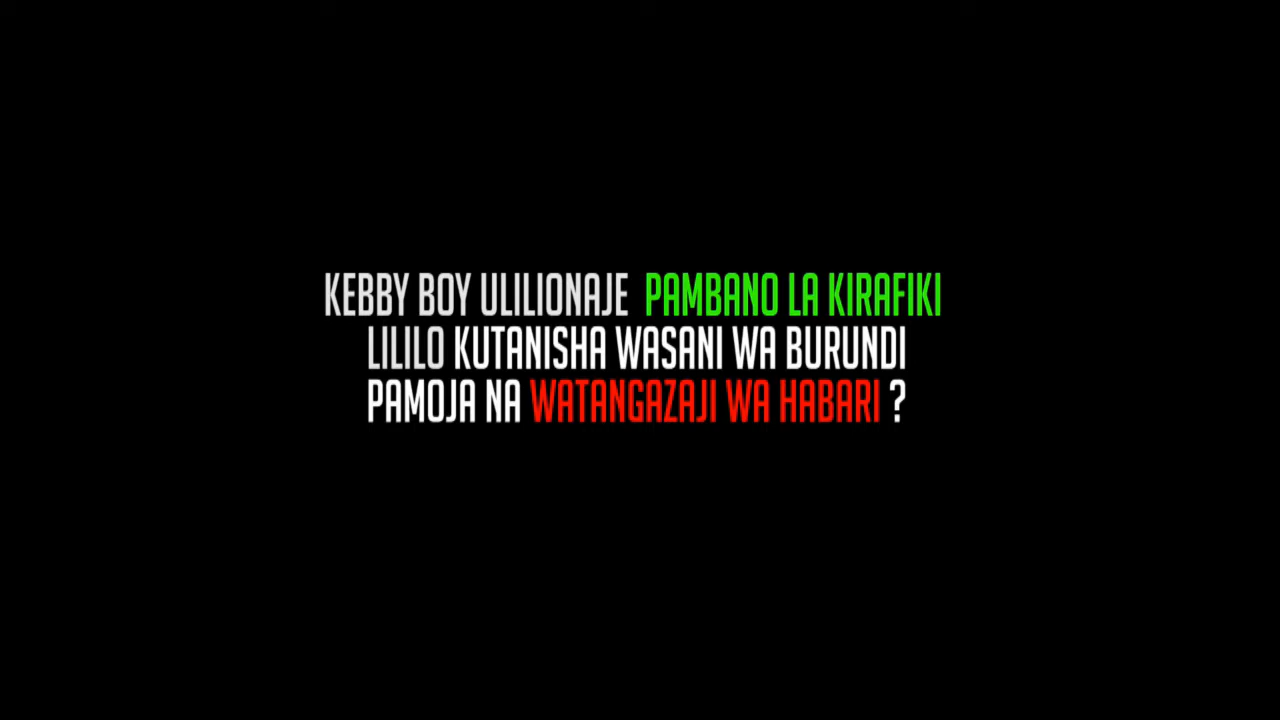 KEBBY BOY ULILIONAJE PAMBANO LA KIRAFIKI
LILILO KUTANISHA WASANI WA BURUNDI
PAMOJA NA WATANGAZAJI WA HABARI ?